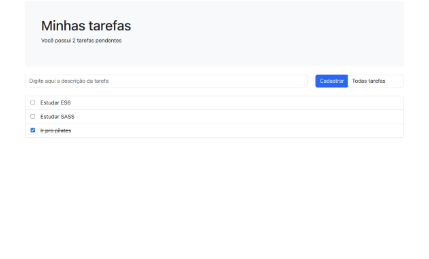 Minhas tarefas
Você possui 2 tarefas pendentes
Digite aqui a descrição da tarefa
Cadastrar
Todas tarefas
Estudar ES6
Estudar SASS
Ir pro pilates